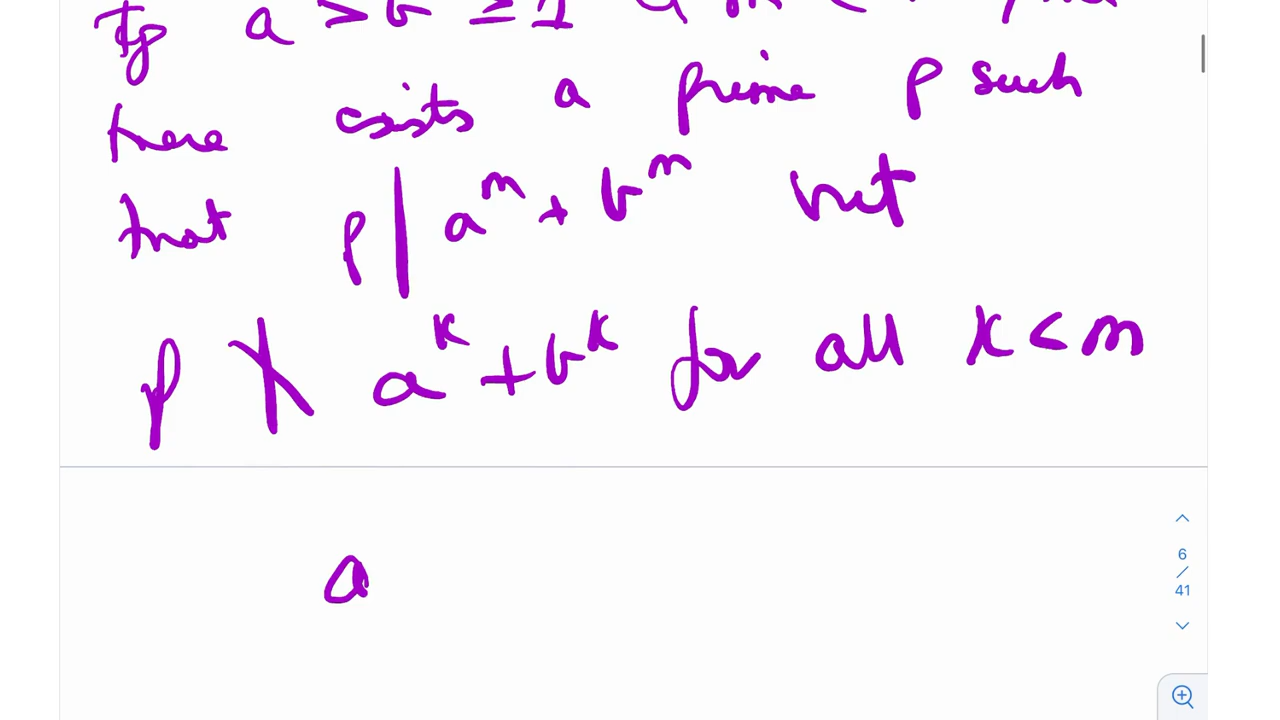 If a > b ≥ 1
there exists a prime p such
that p | a^m + b^m but
p ∤ a^k + b^k for all k < m
a
6
/
41